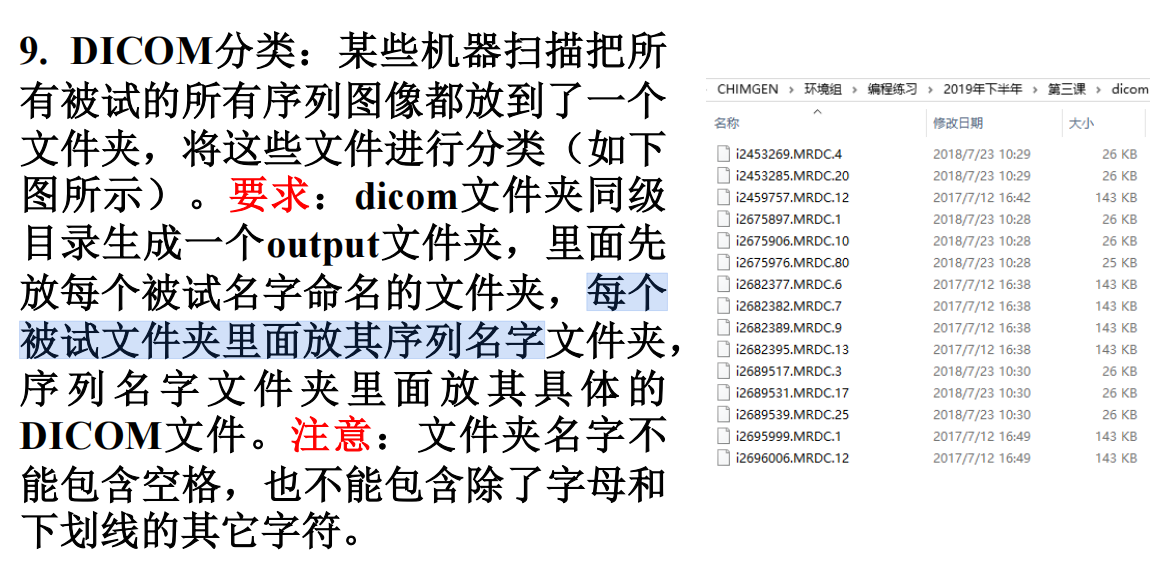 9. DICOM分类：某些机器扫描把所
有被试的所有序列图像都放到了一个
文件夹，将这些文件进行分类（如下
图所示）。要求：dicom文件夹同级
目录生成一个output文件夹，里面先
放每个被试名字命名的文件夹，每个
被试文件夹里面放其序列名字文件夹，
序列名字文件夹里面放其具体的
DICOM文件。注意：文件夹名字不
能包含空格，也不能包含除了字母和
下划线的其它字符。
CHIMGEN › 环境组 › 编程练习 › 2019年下半年 › 第三课 › dicom
名称 修改日期 大小
i2453269.MRDC.4 2018/7/23 10:29 26 KB
i2453285.MRDC.20 2018/7/23 10:29 26 KB
i2459757.MRDC.12 2017/7/12 16:42 143 KB
i2675897.MRDC.1 2018/7/23 10:28 26 KB
i2675906.MRDC.10 2018/7/23 10:28 26 KB
i2675976.MRDC.80 2018/7/23 10:28 25 KB
i2682377.MRDC.6 2017/7/12 16:38 143 KB
i2682382.MRDC.7 2017/7/12 16:38 143 KB
i2682389.MRDC.9 2017/7/12 16:38 143 KB
i2682395.MRDC.13 2017/7/12 16:38 143 KB
i2689517.MRDC.3 2018/7/23 10:30 26 KB
i2689531.MRDC.17 2018/7/23 10:30 26 KB
i2689539.MRDC.25 2018/7/23 10:30 26 KB
i2695999.MRDC.1 2017/7/12 16:49 143 KB
i2696006.MRDC.12 2017/7/12 16:49 143 KB